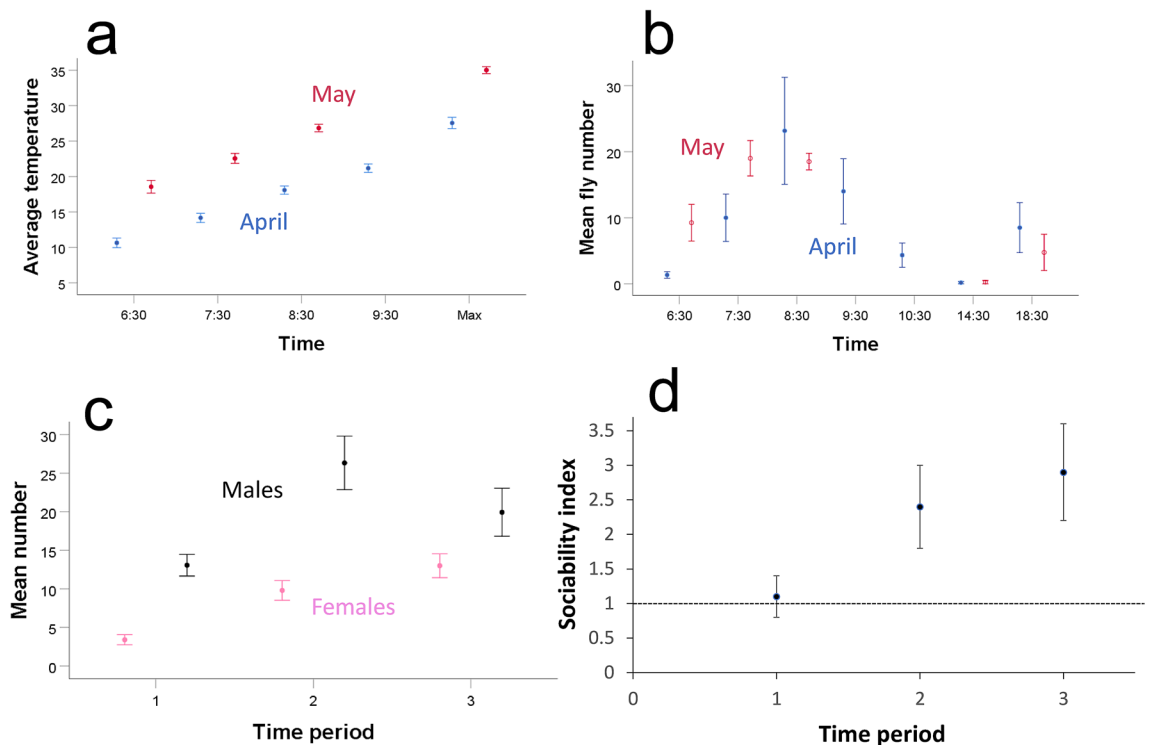 a
35
30
25
20
15
10
5
Average temperature
May
April
6:30 7:30 8:30 9:30 Max
Time
b
30
20
10
0
Mean fly number
May
April
6:30 7:30 8:30 9:30 10:30 14:30 18:30
Time
c
30
25
20
15
10
5
0
Mean number
Males
Females
1 2 3
Time period
d
3.5
3
2.5
2
1.5
1
0.5
0
Sociability index
0 1 2 3
Time period